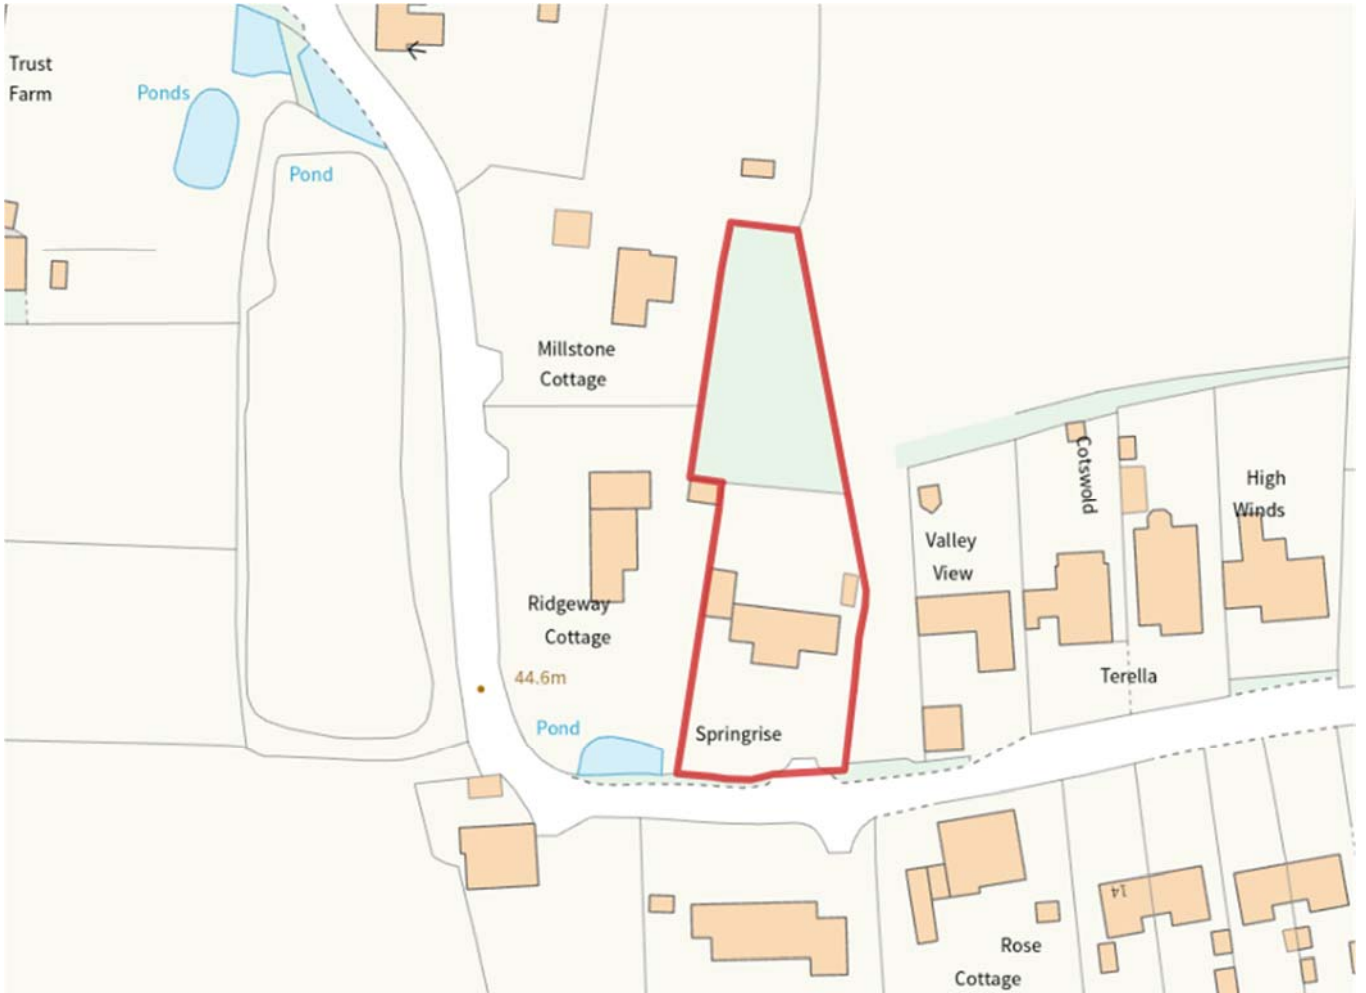 Trust
Farm
Ponds
Pond
Millstone
Cottage
Cotswold
High
Winds
Valley
View
Ridgeway
Cottage
44.6m
Terella
Pond
Springrise
14
Rose
Cottage